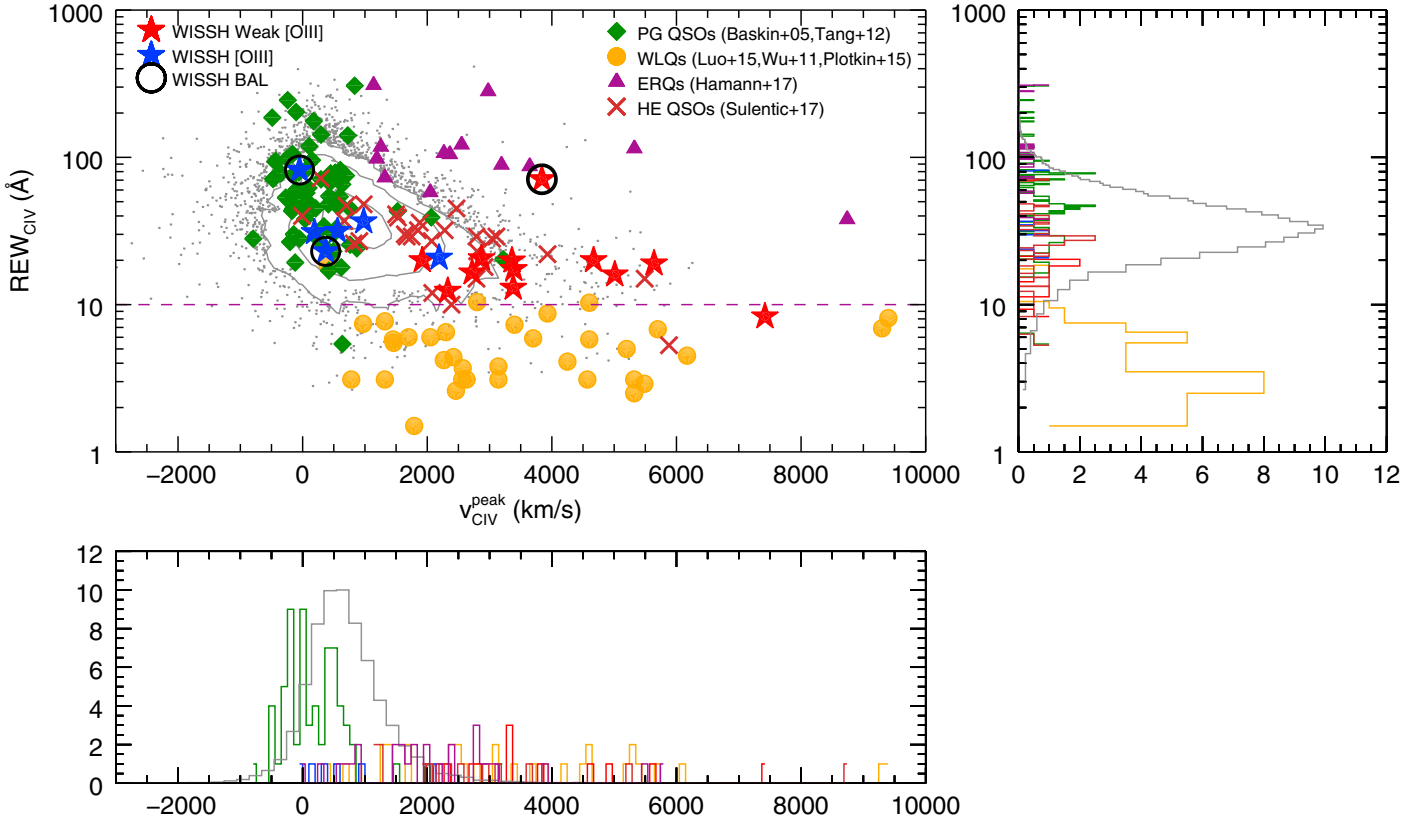 1000
100
10
1
REW_CIV (Å)
WISSH Weak [OIII]
WISSH [OIII]
WISSH BAL
PG QSOs (Baskin+05,Tang+12)
WLQs (Luo+15,Wu+11,Plotkin+15)
ERQs (Hamann+17)
HE QSOs (Sulentic+17)
−2000 0 2000 4000 6000 8000 10000
v_CIV^peak (km/s)
1000
100
10
1
0 2 4 6 8 10 12
12
10
8
6
4
2
0
−2000 0 2000 4000 6000 8000 10000